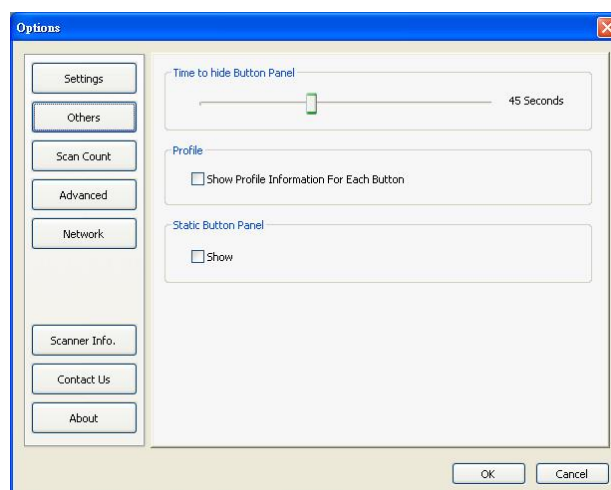 Options
Settings
Others
Scan Count
Advanced
Network
Scanner Info.
Contact Us
About
Time to hide Button Panel
45 Seconds
Profile
Show Profile Information For Each Button
Static Button Panel
Show
OK
Cancel